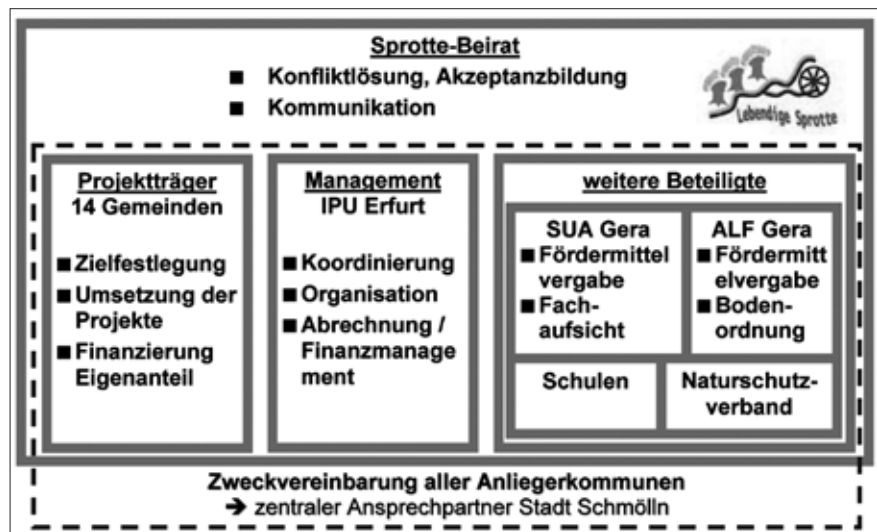 Sprotte-Beirat
■ Konfliktlösung, Akzeptanzbildung
■ Kommunikation
Lebendige Sprotte
Projektträger
14 Gemeinden
■ Zielfestlegung
■ Umsetzung der
Projekte
■ Finanzierung
Eigenanteil
Management
IPU Erfurt
■ Koordinierung
■ Organisation
■ Abrechnung /
Finanzmanage
ment
weitere Beteiligte
SUA Gera
■ Fördermittel
vergabe
■ Fach-
aufsicht
ALF Gera
■ Fördermitt
elvergabe
■ Boden-
ordnung
Schulen
Naturschutz-
verband
Zweckvereinbarung aller Anliegerkommunen
➔ zentraler Ansprechpartner Stadt Schmölln